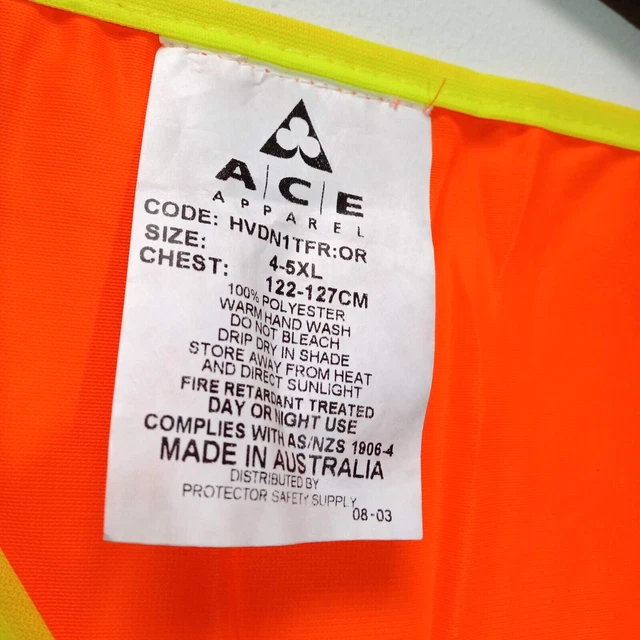 A|C|E
APPAREL
CODE: HVDN1TFR:OR
SIZE: 4-5XL
CHEST: 122-127CM
100% POLYESTER
WARM HAND WASH
DO NOT BLEACH
DRIP DRY IN SHADE
STORE AWAY FROM HEAT
AND DIRECT SUNLIGHT
FIRE RETARDANT TREATED
DAY OR NIGHT USE
COMPLIES WITH AS/NZS 1906-4
MADE IN AUSTRALIA
DISTRIBUTED BY
PROTECTOR SAFETY SUPPLY
08-03